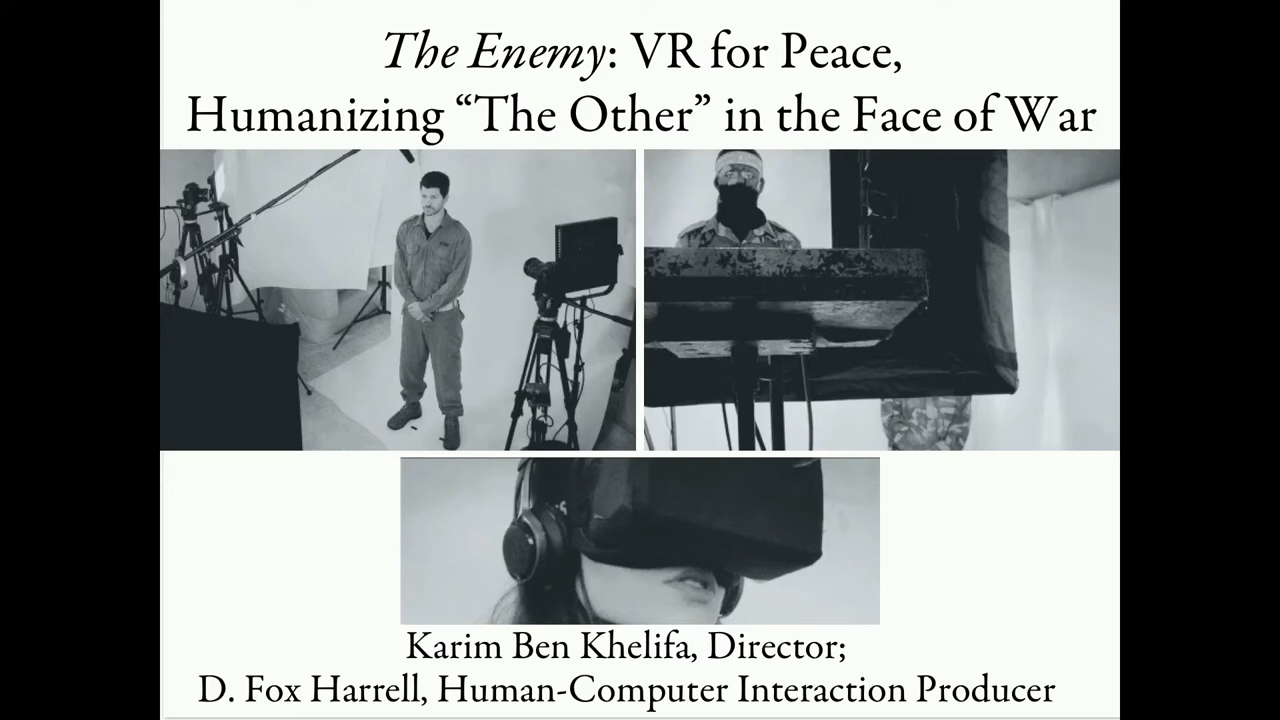 The Enemy: VR for Peace,
Humanizing “The Other” in the Face of War
Karim Ben Khelifa, Director;
D. Fox Harrell, Human-Computer Interaction Producer